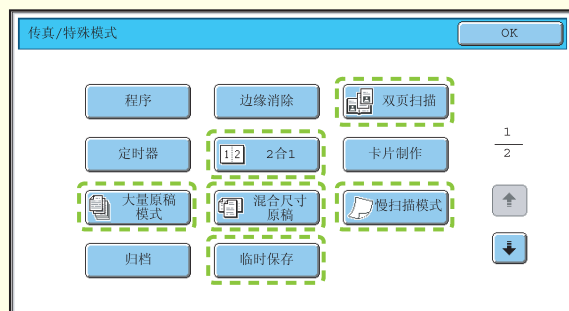 传真/特殊模式
OK
程序
边缘消除
双页扫描
定时器
1 2
2合1
卡片制作
1
2
大量原稿
模式
混合尺寸
原稿
慢扫描模式
归档
临时保存